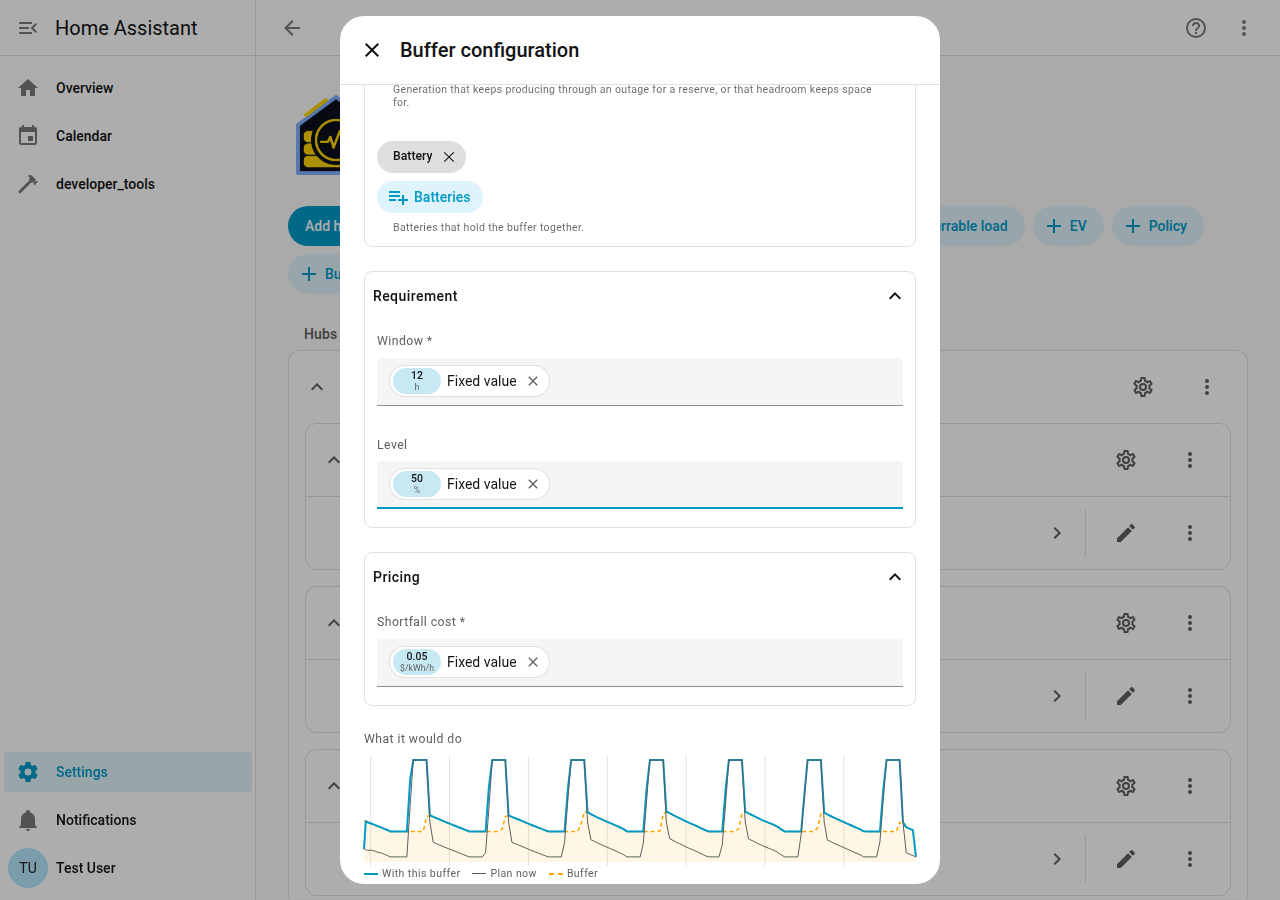 Home Assistant
Buffer configuration
Overview
Calendar
developer_tools
Generation that keeps producing through an outage for a reserve, or that headroom keeps space
for.
Battery
Batteries
Batteries that hold the buffer together.
Add h
rrable load
EV
Policy
Bu
Hubs
Requirement
Window *
12
h
Fixed value
Level
50
%
Fixed value
Pricing
Shortfall cost *
0.05
$/kWh/h
Fixed value
What it would do
With this buffer
Plan now
Buffer
Settings
Notifications
TU
Test User